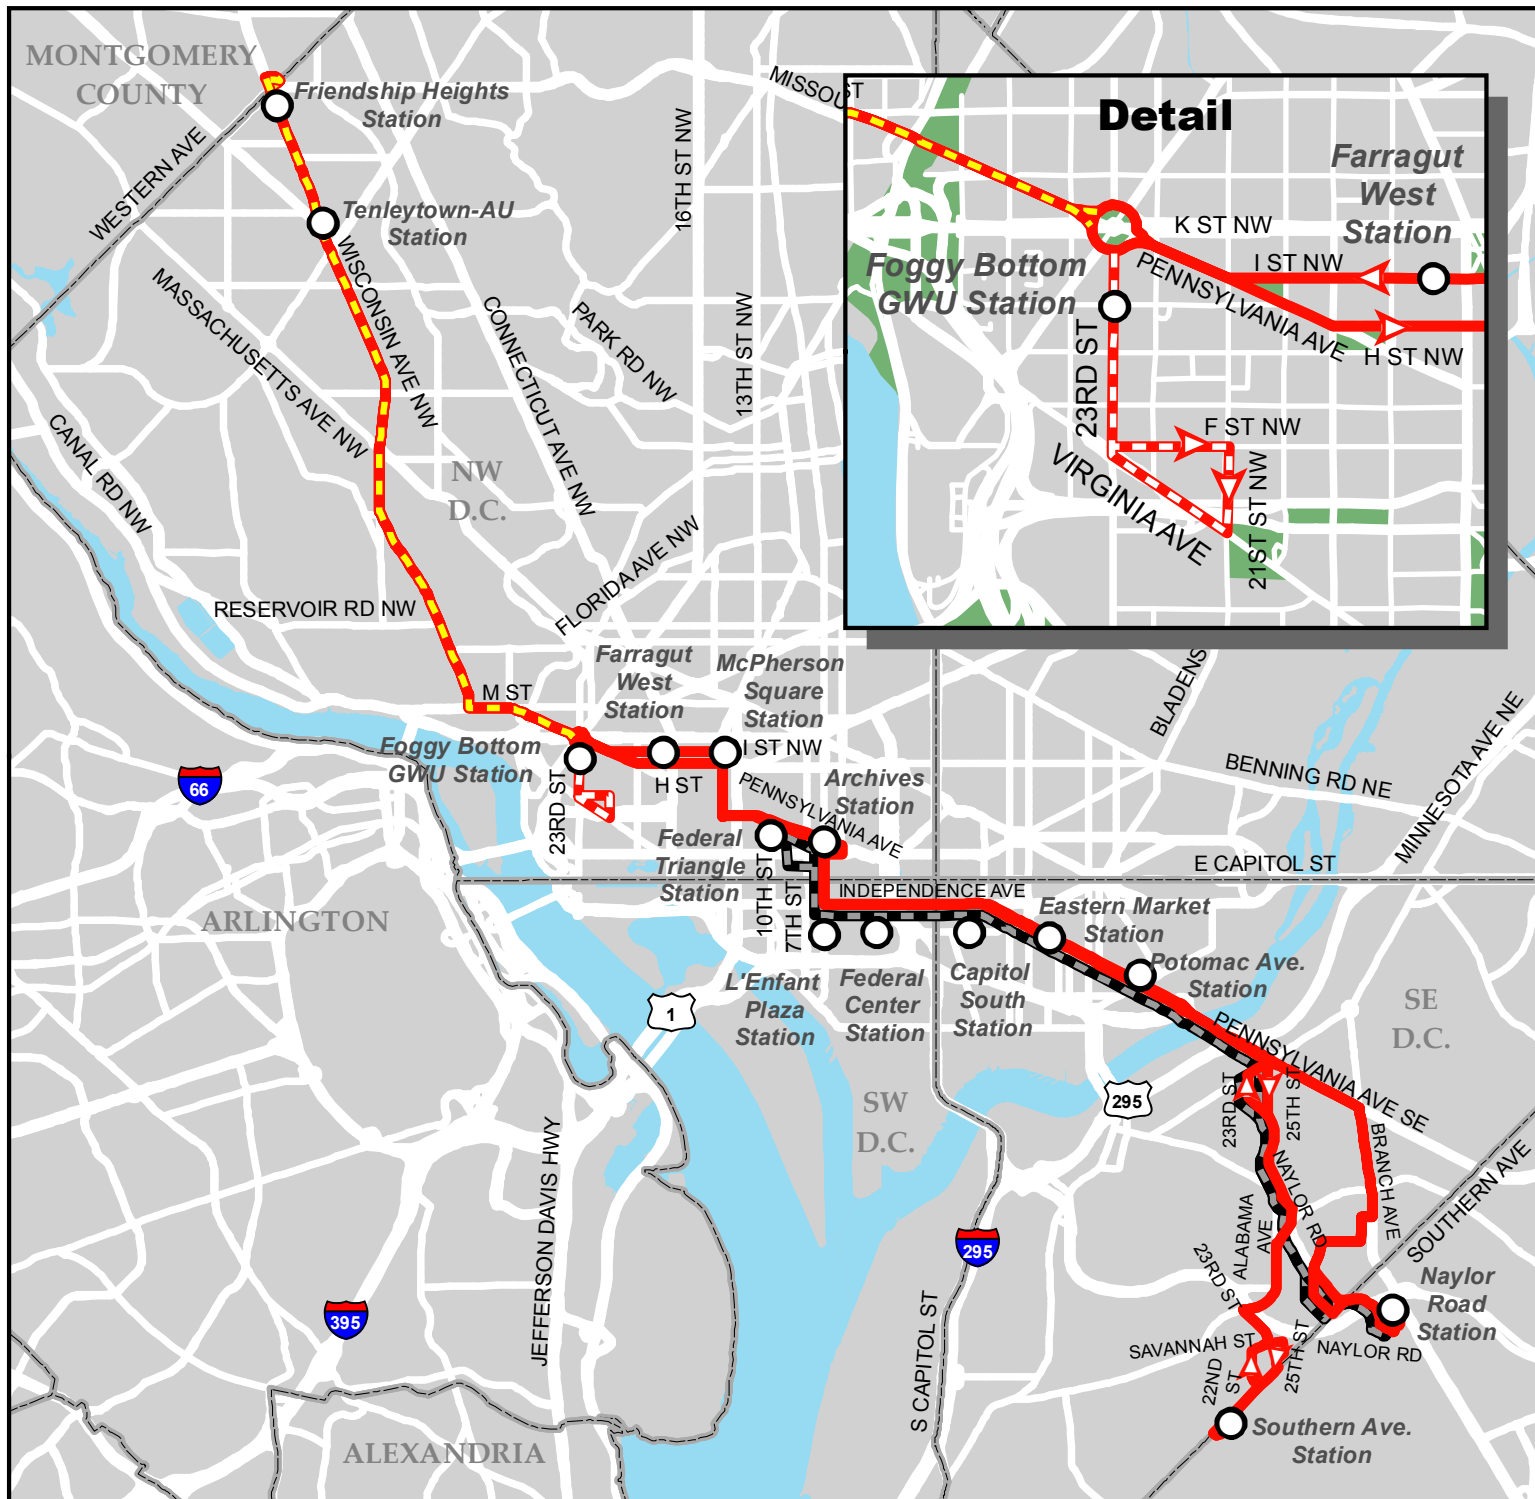 MONTGOMERY
COUNTY
Friendship Heights
Station
WESTERN AVE
Tenleytown-AU
Station
WISCONSIN AVE NW
MASSACHUSETTS AVE NW
CONNECTICUT AVE NW
PARK RD NW
16TH ST NW
13TH ST NW
CANAL RD NW
NW
D.C.
RESERVOIR RD NW
FLORIDA AVE NW
MISSOU
ST
Detail
Farragut
West
Station
K ST NW
I ST NW
PENNSYLVANIA AVE
H ST NW
Foggy Bottom
GWU Station
23RD ST
F ST NW
VIRGINIA AVE
21ST ST NW
M ST
Farragut
West
Station
McPherson
Square
Station
I ST NW
Foggy Bottom
GWU Station
H ST
23RD ST
PENNSYLVANIA AVE
Archives
Station
Federal
Triangle
Station
10TH ST
7TH ST
INDEPENDENCE AVE
BLADENS
BENNING RD NE
MINNESOTA AVE NE
E CAPITOL ST
66
ARLINGTON
Eastern Market
Station
Potomac Ave.
Station
L'Enfant
Plaza
Station
Federal
Center
Station
Capitol
South
Station
1
SE
D.C.
PENNSYLVANIA AVE SE
SW
D.C.
295
23RD ST
25TH ST
BRANCH AVE
NAYLOR RD
ALABAMA
AVE
SOUTHERN AVE
JEFFERSON DAVIS HWY
295
23RD ST
Naylor
Road
Station
395
S CAPITOL ST
SAVANNAH ST
NAYLOR RD
22ND
ST
25TH ST
Southern Ave.
Station
ALEXANDRIA